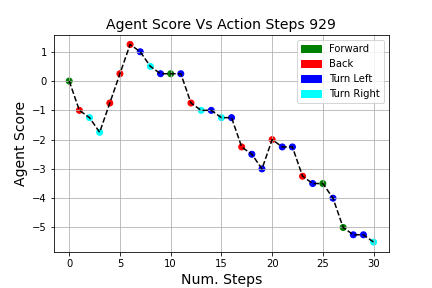 Agent Score Vs Action Steps 929
Forward
Back
Turn Left
Turn Right
1
0
−1
−2
−3
−4
−5
Agent Score
0 5 10 15 20 25 30
Num. Steps